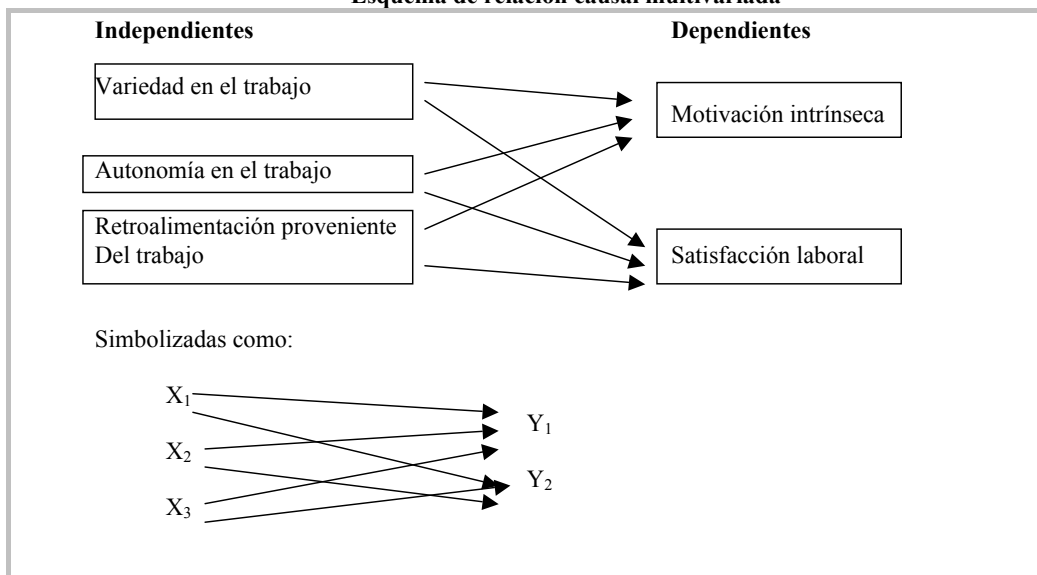 Esquema de relación causal multivariada
Independientes Dependientes
Variedad en el trabajo
Motivación intrínseca
Autonomía en el trabajo
Retroalimentación proveniente
Del trabajo
Satisfacción laboral
Simbolizadas como:
X₁
Y₁
X₂
Y₂
X₃